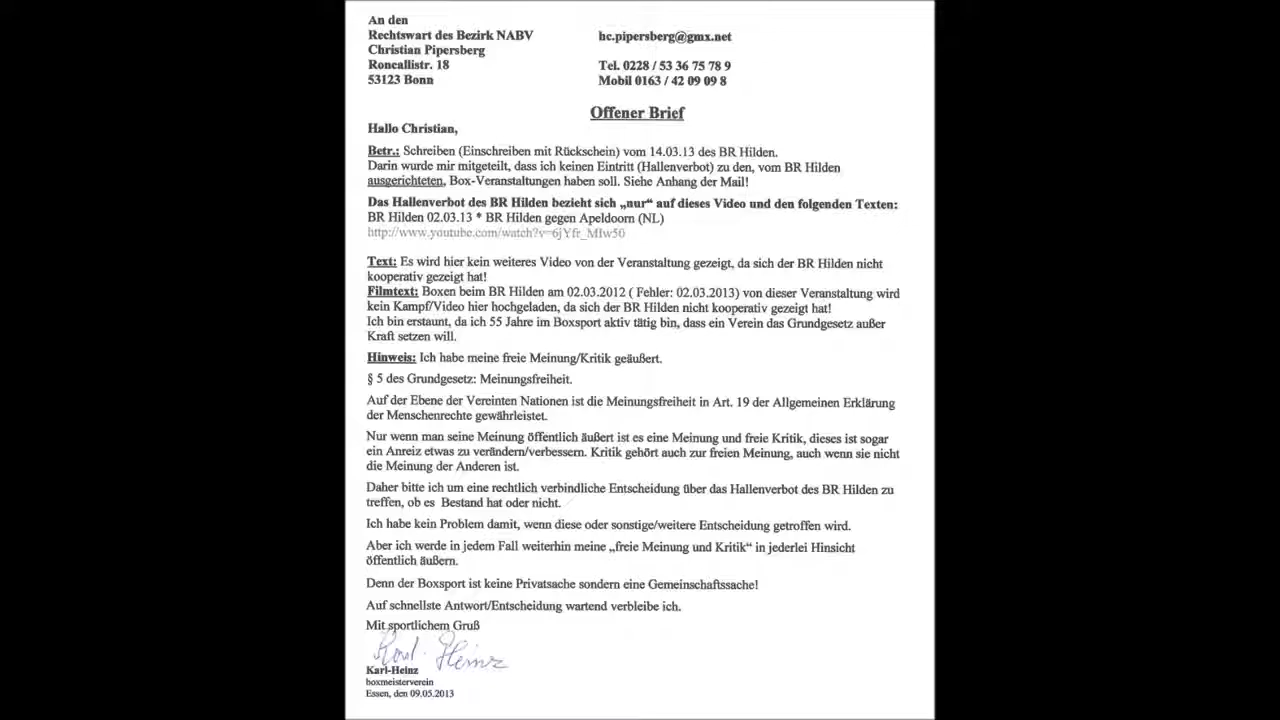 An den
Rechtswart des Bezirk NABV
Christian Pipersberg
Roncallistr. 18
53123 Bonn
hc.pipersberg@gmx.net
Tel. 0228 / 53 36 75 78 9
Mobil 0163 / 42 09 09 8
Offener Brief
Hallo Christian,
Betr.: Schreiben (Einschreiben mit Rückschein) vom 14.03.13 des BR Hilden.
Darin wurde mir mitgeteilt, dass ich keinen Eintritt (Hallenverbot) zu den, vom BR Hilden
ausgerichteten, Box-Veranstaltungen haben soll. Siehe Anhang der Mail!
Das Hallenverbot des BR Hilden bezieht sich „nur“ auf dieses Video und den folgenden Texten:
BR Hilden 02.03.13 * BR Hilden gegen Apeldoorn (NL)
http://www.youtube.com/watch?v=6jYfr_MIw50
Text: Es wird hier kein weiteres Video von der Veranstaltung gezeigt, da sich der BR Hilden nicht
kooperativ gezeigt hat!
Filmtext: Boxen beim BR Hilden am 02.03.2012 ( Fehler: 02.03.2013) von dieser Veranstaltung wird
kein Kampf/Video hier hochgeladen, da sich der BR Hilden nicht kooperativ gezeigt hat!
Ich bin erstaunt, da ich 55 Jahre im Boxsport aktiv tätig bin, dass ein Verein das Grundgesetz außer
Kraft setzen will.
Hinweis: Ich habe meine freie Meinung/Kritik geäußert.
§ 5 des Grundgesetz: Meinungsfreiheit.
Auf der Ebene der Vereinten Nationen ist die Meinungsfreiheit in Art. 19 der Allgemeinen Erklärung
der Menschenrechte gewährleistet.
Nur wenn man seine Meinung öffentlich äußert ist es eine Meinung und freie Kritik, dieses ist sogar
ein Anreiz etwas zu verändern/verbessern. Kritik gehört auch zur freien Meinung, auch wenn sie nicht
die Meinung der Anderen ist.
Daher bitte ich um eine rechtlich verbindliche Entscheidung über das Hallenverbot des BR Hilden zu
treffen, ob es Bestand hat oder nicht.
Ich habe kein Problem damit, wenn diese oder sonstige/weitere Entscheidung getroffen wird.
Aber ich werde in jedem Fall weiterhin meine „freie Meinung und Kritik“ in jederlei Hinsicht
öffentlich äußern.
Denn der Boxsport ist keine Privatsache sondern eine Gemeinschaftssache!
Auf schnellste Antwort/Entscheidung wartend verbleibe ich.
Mit sportlichem Gruß
Karl-Heinz
Karl-Heinz
boxmeisterverein
Essen, den 09.05.2013